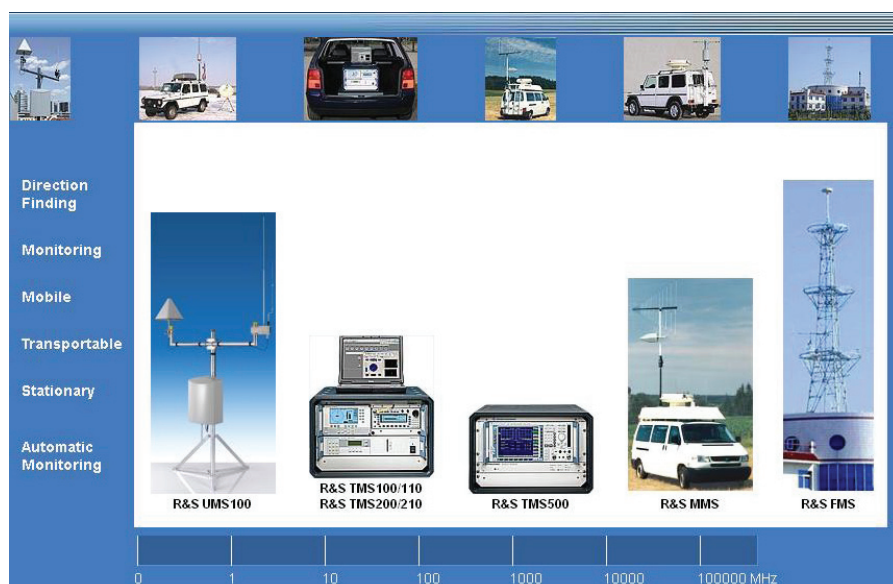 Direction
Finding
Monitoring
Mobile
Transportable
Stationary
Automatic
Monitoring
R&S UMS100
R&S TMS100/110
R&S TMS200/210
R&S TMS500
R&S MMS
R&S FMS
0 1 10 100 1000 10000 100000 MHz